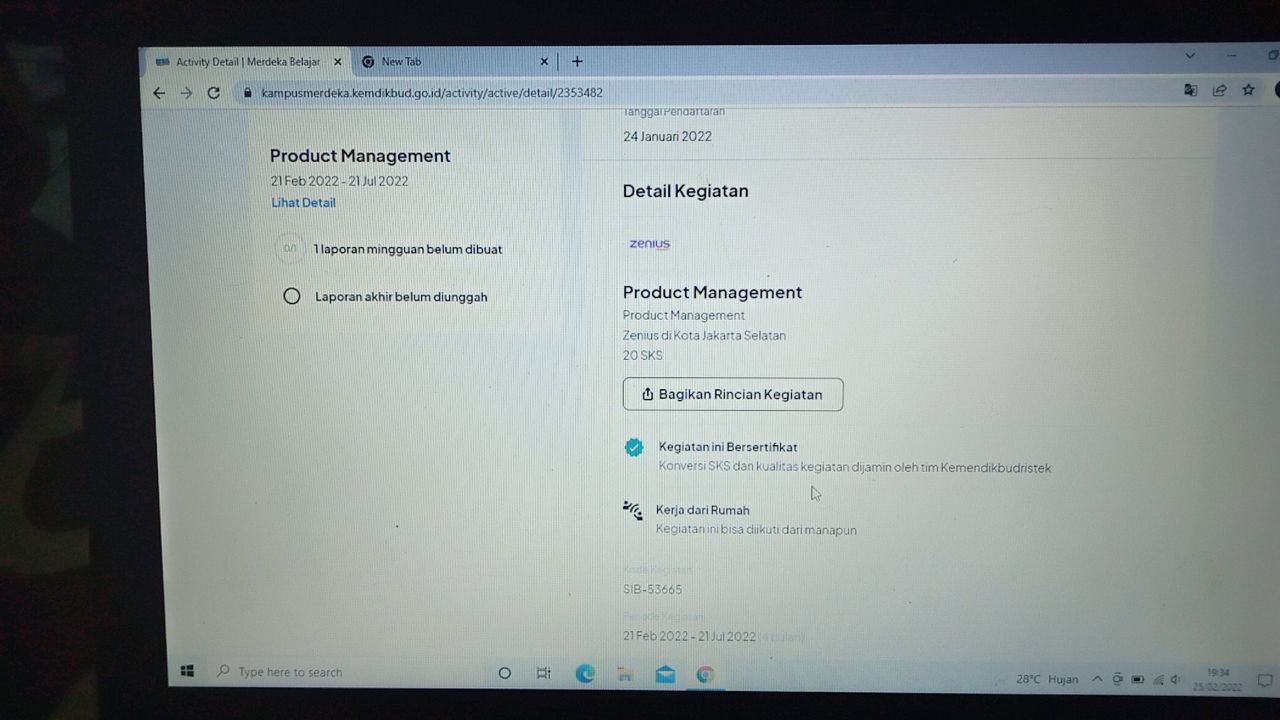 Activity Detail | Merdeka Belajar
New Tab
kampusmerdeka.kemdikbud.go.id/activity/active/detail/2353482
Tanggal Pendaftaran
24 Januari 2022
Product Management
21 Feb 2022 - 21 Jul 2022
Lihat Detail
0/1
1 laporan mingguan belum dibuat
Laporan akhir belum diunggah
Detail Kegiatan
zenius
Product Management
Product Management
Zenius di Kota Jakarta Selatan
20 SKS
Bagikan Rincian Kegiatan
Kegiatan ini Bersertifikat
Konversi SKS dan kualitas kegiatan dijamin oleh tim Kemendikbudristek
Kerja dari Rumah
Kegiatan ini bisa diikuti dari manapun
Kode Kegiatan
SIB-53665
Periode Kegiatan
21 Feb 2022 - 21 Jul 2022 (4 bulan)
Type here to search
28°C Hujan
19:34
25/02/2022